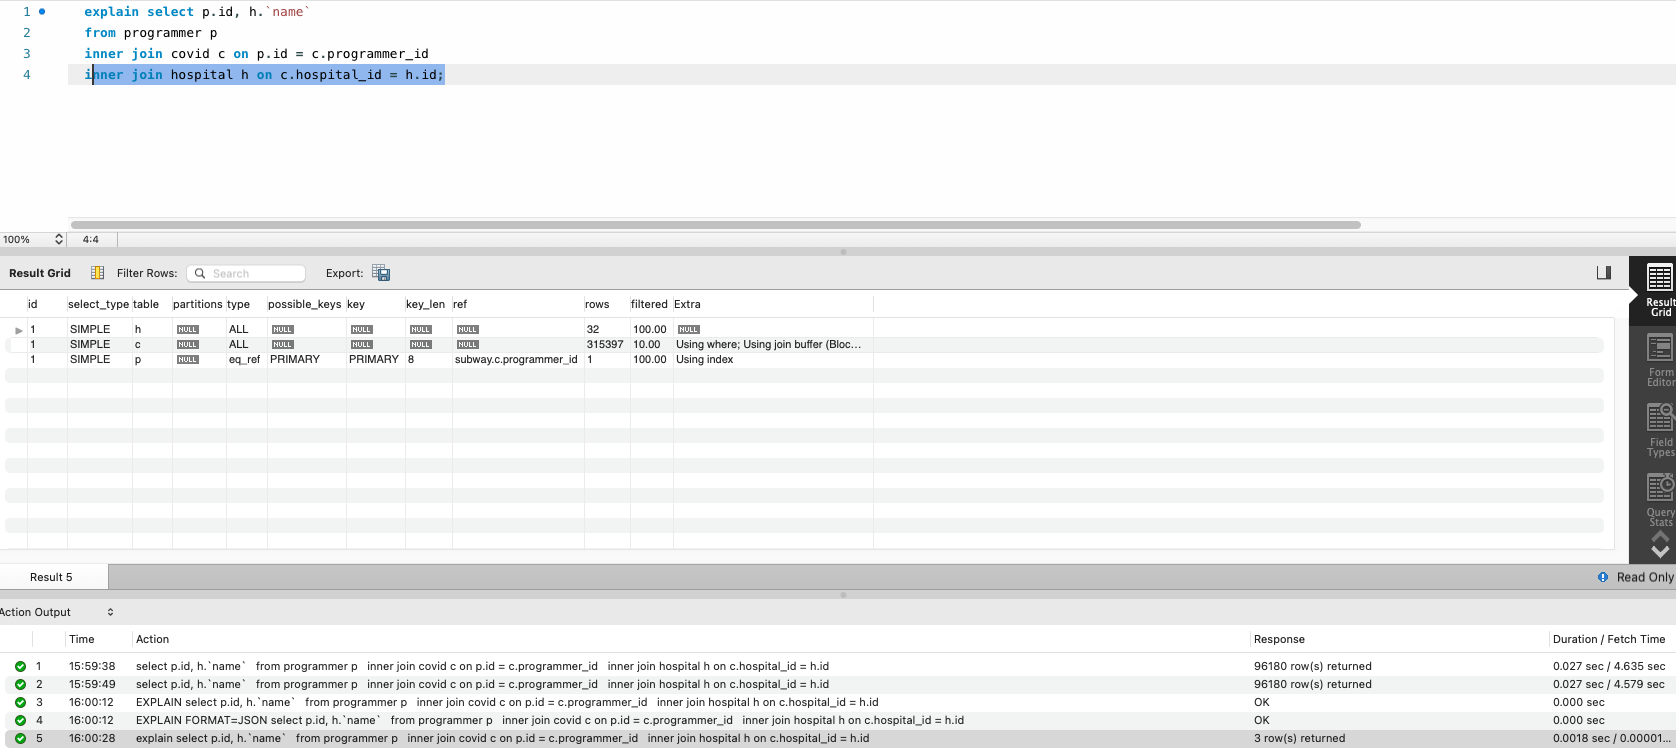 1 explain select p.id, h.`name`
2 from programmer p
3 inner join covid c on p.id = c.programmer_id
4 inner join hospital h on c.hospital_id = h.id;
100% 4:4
Result Grid Filter Rows: Search Export:
id select_type table partitions type possible_keys key key_len ref rows filtered Extra
1 SIMPLE h NULL ALL NULL NULL NULL NULL 32 100.00 NULL
1 SIMPLE c NULL ALL NULL NULL NULL NULL 315397 10.00 Using where; Using join buffer (Bloc...
1 SIMPLE p NULL eq_ref PRIMARY PRIMARY 8 subway.c.programmer_id 1 100.00 Using index
Result
Grid
Form
Editor
Field
Types
Query
Stats
Result 5 Read Only
Action Output
Time Action Response Duration / Fetch Time
1 15:59:38 select p.id, h.`name` from programmer p inner join covid c on p.id = c.programmer_id inner join hospital h on c.hospital_id = h.id 96180 row(s) returned 0.027 sec / 4.635 sec
2 15:59:49 select p.id, h.`name` from programmer p inner join covid c on p.id = c.programmer_id inner join hospital h on c.hospital_id = h.id 96180 row(s) returned 0.027 sec / 4.579 sec
3 16:00:12 EXPLAIN select p.id, h.`name` from programmer p inner join covid c on p.id = c.programmer_id inner join hospital h on c.hospital_id = h.id OK 0.000 sec
4 16:00:12 EXPLAIN FORMAT=JSON select p.id, h.`name` from programmer p inner join covid c on p.id = c.programmer_id inner join hospital h on c.hospital_id = h.id OK 0.000 sec
5 16:00:28 explain select p.id, h.`name` from programmer p inner join covid c on p.id = c.programmer_id inner join hospital h on c.hospital_id = h.id 3 row(s) returned 0.0018 sec / 0.00001...